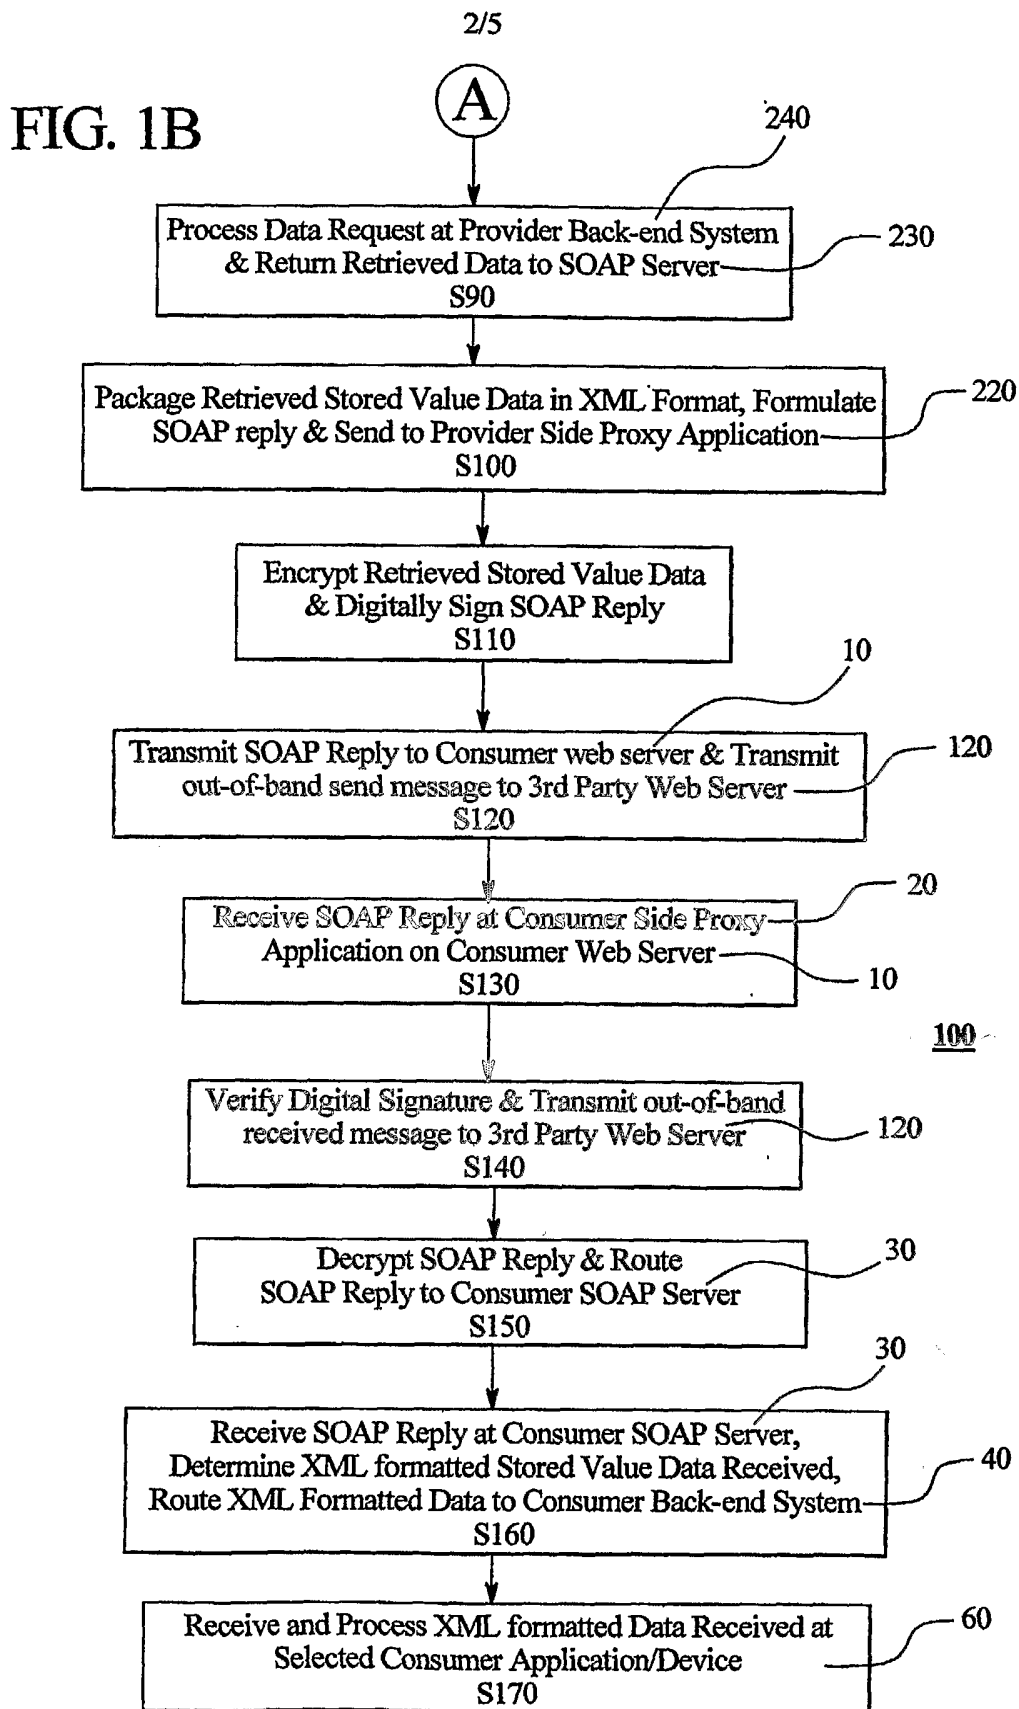 2/5
FIG. 1B
A
240
Process Data Request at Provider Back-end System
& Return Retrieved Data to SOAP Server
230
S90
Package Retrieved Stored Value Data in XML Format, Formulate
220
SOAP reply & Send to Provider Side Proxy Application
S100
Encrypt Retrieved Stored Value Data
& Digitally Sign SOAP Reply
S110
10
Transmit SOAP Reply to Consumer web server & Transmit
120
out-of-band send message to 3rd Party Web Server
S120
20
Receive SOAP Reply at Consumer Side Proxy
Application on Consumer Web Server
10
S130
100
Verify Digital Signature & Transmit out-of-band
received message to 3rd Party Web Server
120
S140
Decrypt SOAP Reply & Route
30
SOAP Reply to Consumer SOAP Server
S150
30
Receive SOAP Reply at Consumer SOAP Server,
Determine XML formatted Stored Value Data Received,
40
Route XML Formatted Data to Consumer Back-end System
S160
Receive and Process XML formatted Data Received at
60
Selected Consumer Application/Device
S170